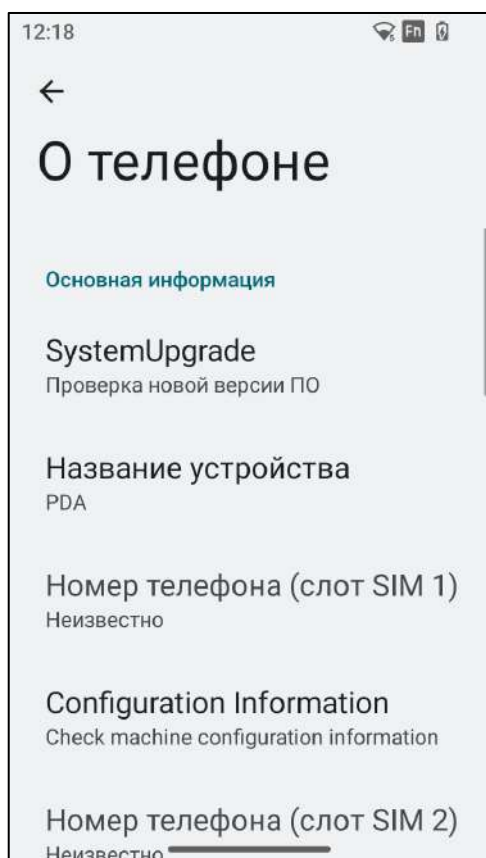 12:18
Fn
О телефоне
Основная информация
SystemUpgrade
Проверка новой версии ПО
Название устройства
PDA
Номер телефона (слот SIM 1)
Неизвестно
Configuration Information
Check machine configuration information
Номер телефона (слот SIM 2)
Неизвестно